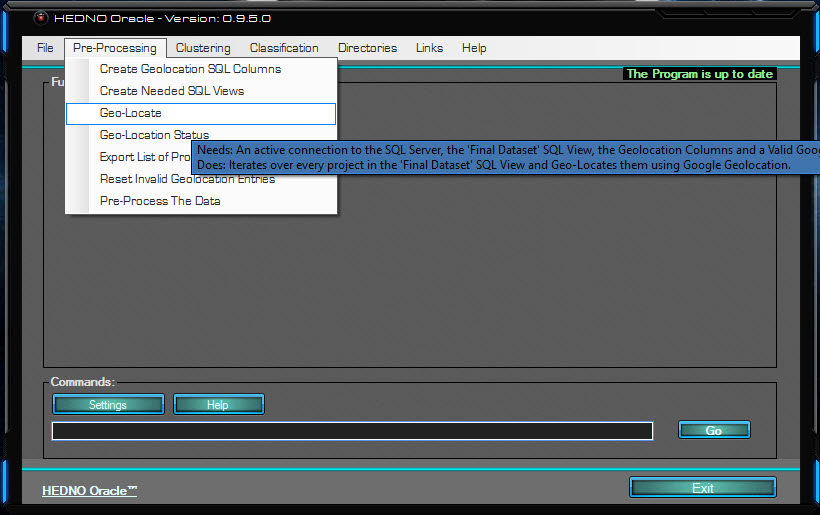 HEDNO Oracle - Version: 0.9.5.0
File Pre-Processing Clustering Classification Directories Links Help
The Program is up to date
Fu
Create Geolocation SQL Columns
Create Needed SQL Views
Geo-Locate
Geo-Location Status
Needs: An active connection to the SQL Server, the 'Final Dataset' SQL View, the Geolocation Columns and a Valid Goo
Export List of Pro
Does: Iterates over every project in the 'Final Dataset' SQL View and Geo-Locates them using Google Geolocation.
Reset Invalid Geolocation Entries
Pre-Process The Data
Commands:
Settings Help
Go
HEDNO Oracle™
Exit